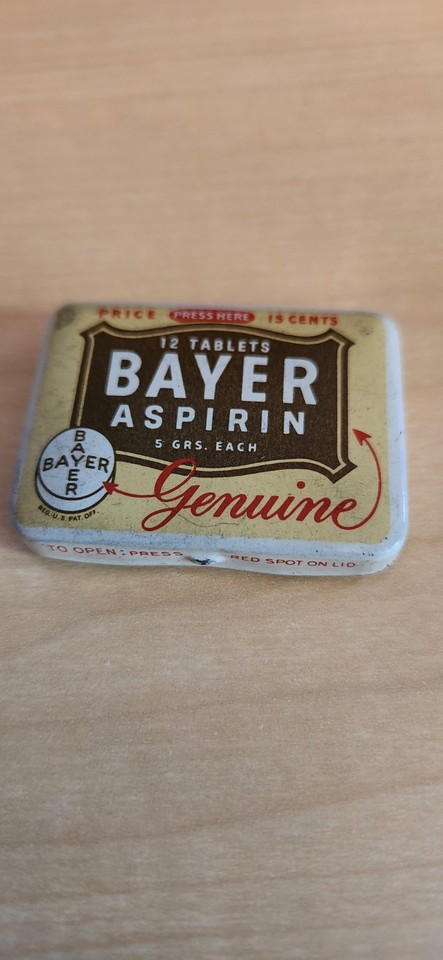 PRICE PRESS HERE 15 CENTS
12 TABLETS
BAYER
ASPIRIN
5 GRS. EACH
BAYER
BAYER
Genuine
REG. U.S. PAT. OFF.
TO OPEN: PRESS RED SPOT ON LID